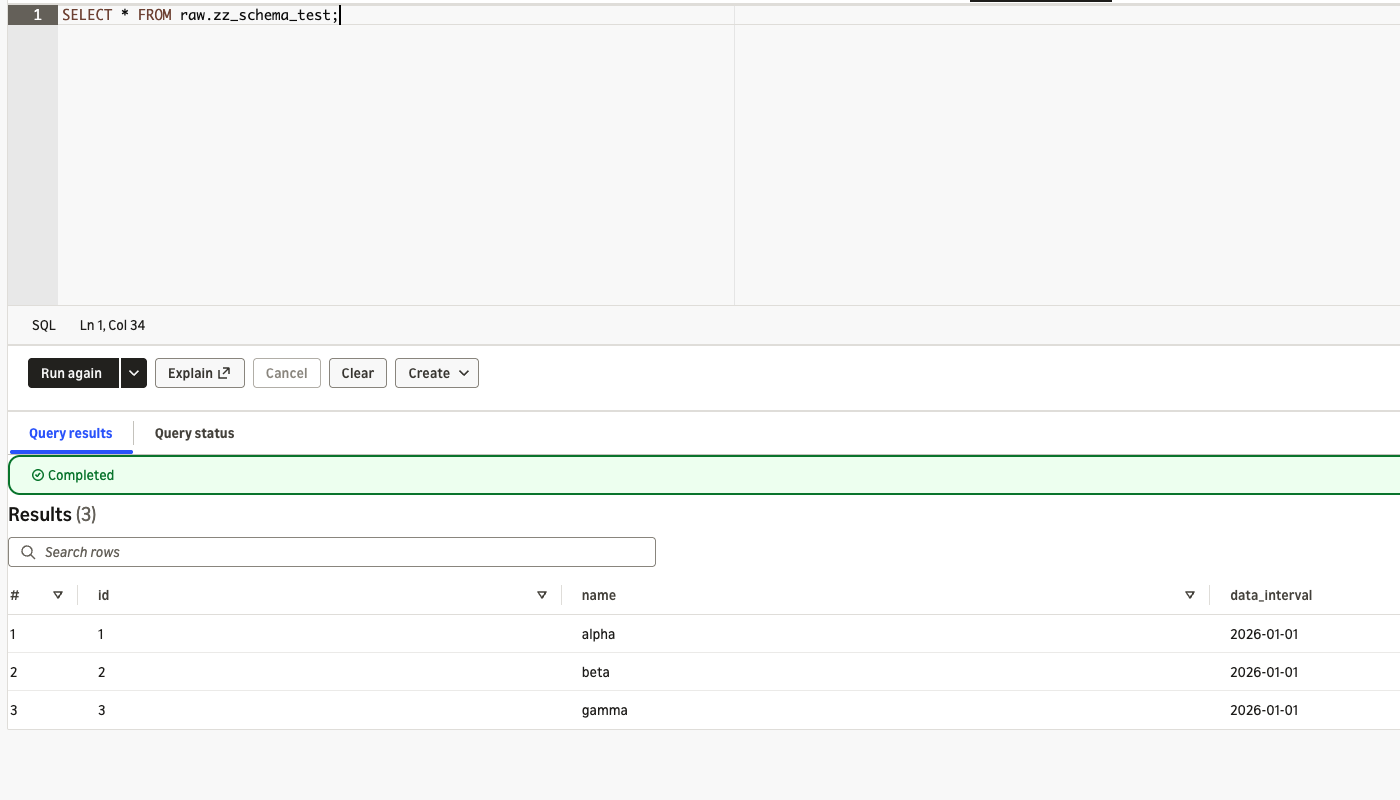 1 SELECT * FROM raw.zz_schema_test;
SQL Ln 1, Col 34
Run again Explain Cancel Clear Create
Query results Query status
Completed
Results (3)
Search rows
# id name data_interval
1 1 alpha 2026-01-01
2 2 beta 2026-01-01
3 3 gamma 2026-01-01